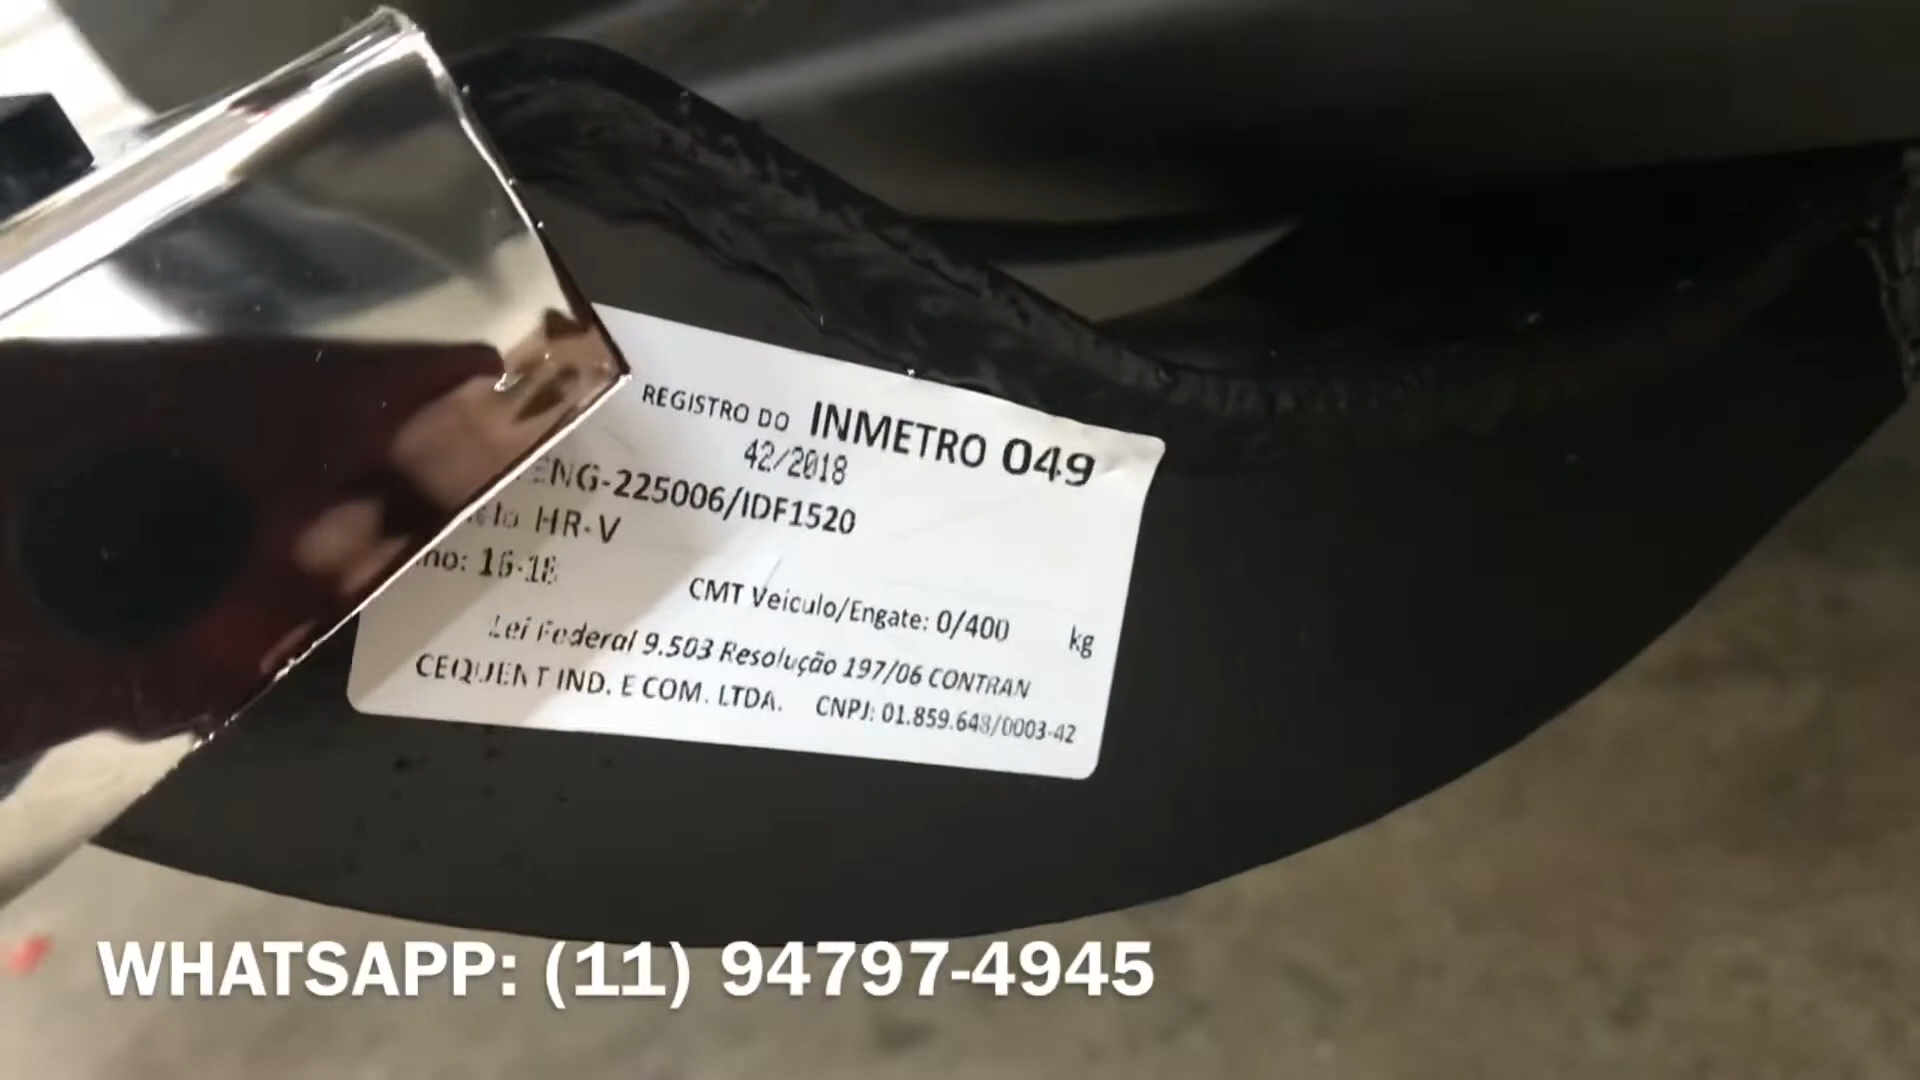 REGISTRO DO INMETRO 049
42/2018
ENG-225006/IDF1520
HR-V
CMT Veiculo/Engate: 0/400 kg
Lei Federal 9.503 Resolução 197/06 CONTRAN
CEQUENT IND. E COM. LTDA. CNPJ: 01.859.648/0003-42
WHATSAPP: (11) 94797-4945